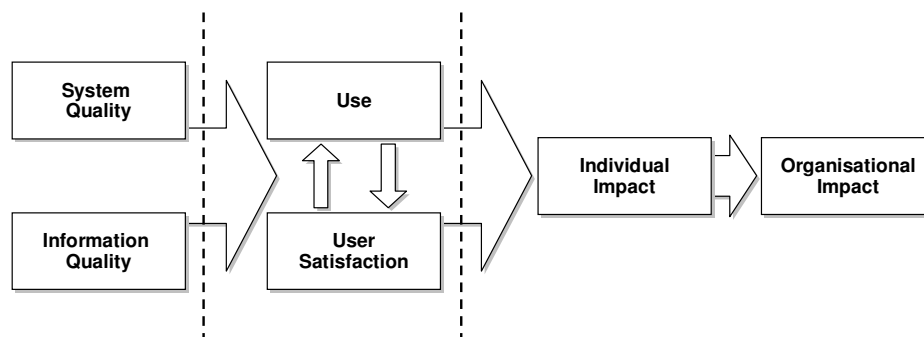 System
Quality
Use
Individual
Impact
Organisational
Impact
Information
Quality
User
Satisfaction